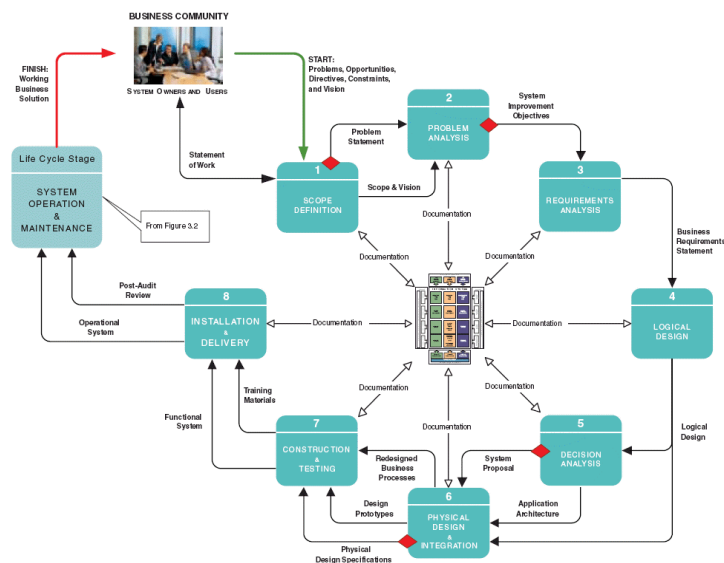 BUSINESS COMMUNITY
SYSTEM OWNERS AND USERS
FINISH:
Working
Business
Solution
START:
Problems, Opportunities,
Directives, Constraints,
and Vision
Statement
of Work
Life Cycle Stage
SYSTEM
OPERATION
&
MAINTENANCE
From Figure 3.2
1
SCOPE
DEFINITION
Problem
Statement
Scope & Vision
2
PROBLEM
ANALYSIS
System
Improvement
Objectives
3
REQUIREMENTS
ANALYSIS
Business
Requirements
Statement
4
LOGICAL
DESIGN
Logical
Design
5
DECISION
ANALYSIS
System
Proposal
Application
Architecture
6
PHYSICAL
DESIGN
&
INTEGRATION
Redesigned
Business
Processes
Design
Prototypes
Physical
Design Specifications
7
CONSTRUCTION
&
TESTING
Training
Materials
Functional
System
8
INSTALLATION
&
DELIVERY
Post-Audit
Review
Operational
System
Documentation
Documentation
Documentation
Documentation
Documentation
Documentation
Documentation
Documentation